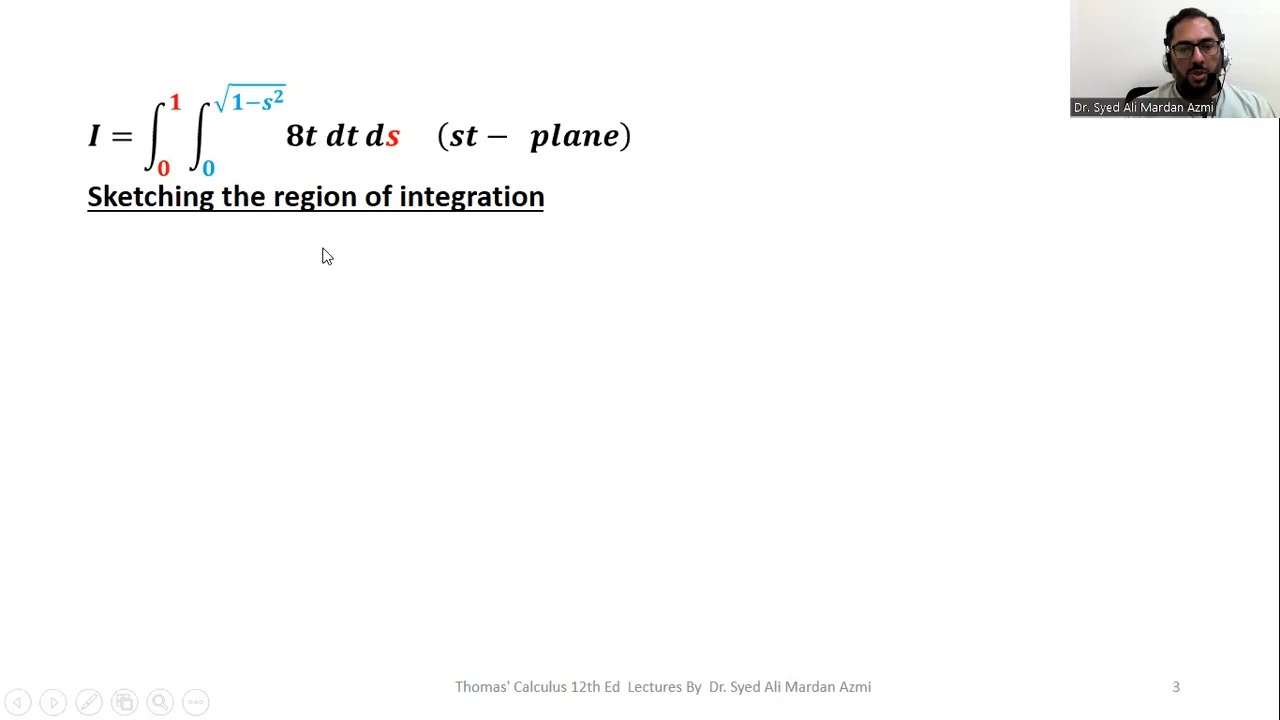 I = ∫₀¹ ∫₀^√(1−s²) 8t dt ds (st − plane)
Sketching the region of integration
Dr. Syed Ali Mardan Azmi
Thomas' Calculus 12th Ed Lectures By Dr. Syed Ali Mardan Azmi
3